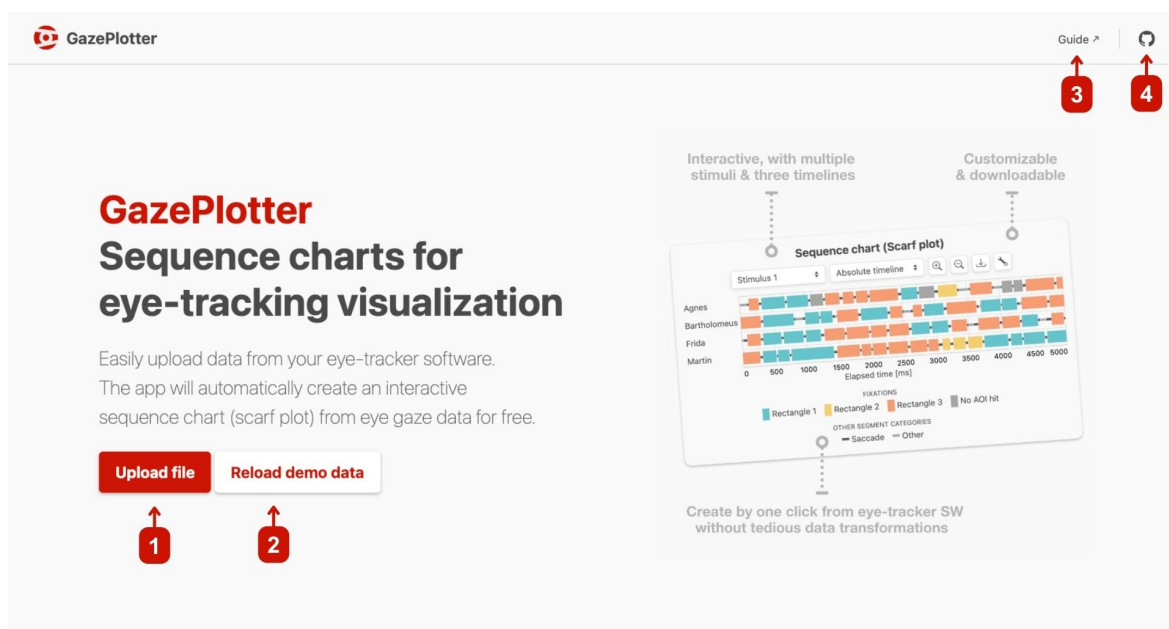 GazePlotter
Guide ↗
3
4
GazePlotter
Sequence charts for
eye-tracking visualization
Easily upload data from your eye-tracker software.
The app will automatically create an interactive
sequence chart (scarf plot) from eye gaze data for free.
Upload file
Reload demo data
1
2
Interactive, with multiple
stimuli & three timelines
Customizable
& downloadable
Sequence chart (Scarf plot)
Stimulus 1
Absolute timeline
Agnes
Bartholomeus
Frida
Martin
0 500 1000 1500 2000 2500 3000 3500 4000 4500 5000
Elapsed time [ms]
FIXATIONS
Rectangle 1 Rectangle 2 Rectangle 3 No AOI hit
OTHER SEGMENT CATEGORIES
Saccade Other
Create by one click from eye-tracker SW
without tedious data transformations